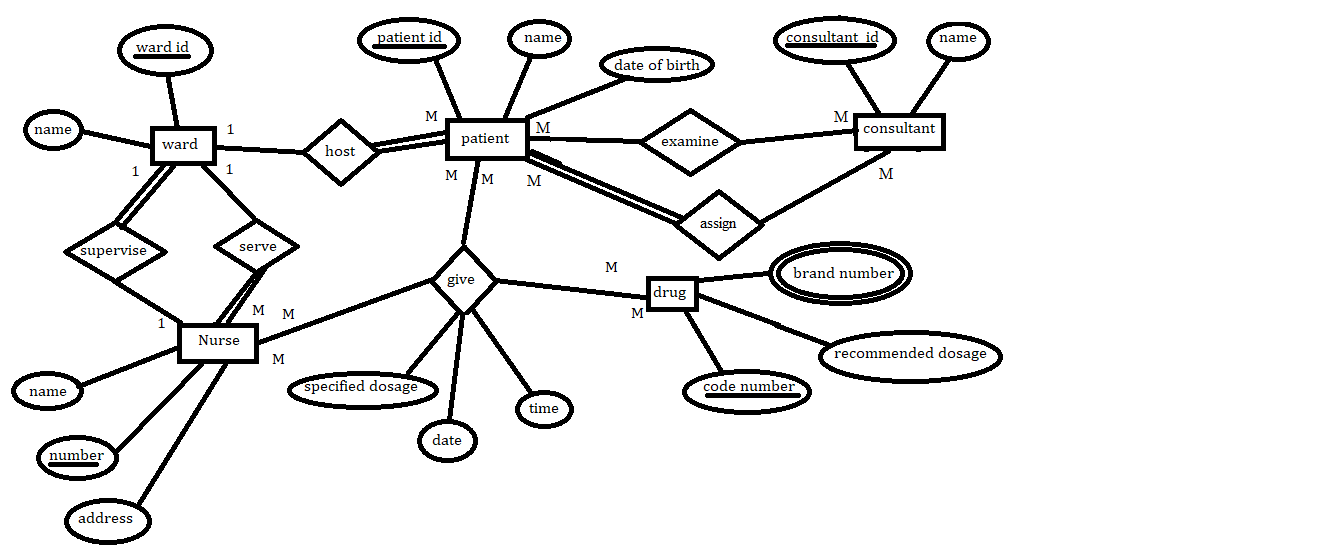 patient id
name
consultant id
name
ward id
date of birth
name
1
M
M
M
ward
host
patient
examine
consultant
1
1
M
M
M
M
supervise
serve
assign
give
M
drug
brand number
1
M
M
M
Nurse
M
recommended dosage
name
specified dosage
code number
time
date
number
address